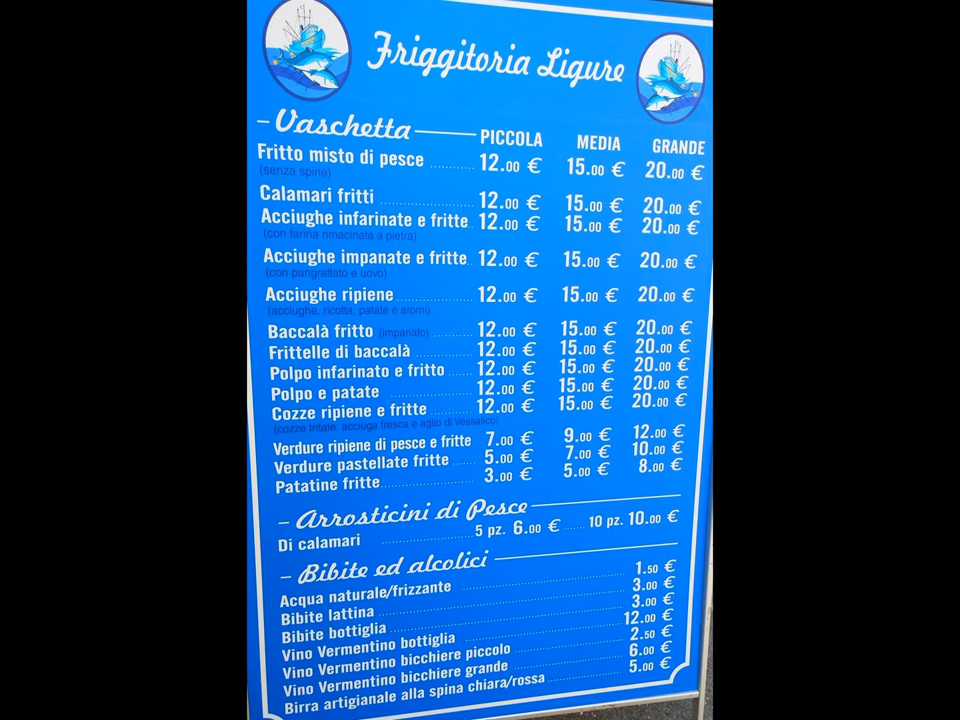 Friggitoria Ligure
- Vaschetta PICCOLA MEDIA GRANDE
Fritto misto di pesce 12.00 € 15.00 € 20.00 €
(senza spine)
Calamari fritti 12.00 € 15.00 € 20.00 €
Acciughe infarinate e fritte 12.00 € 15.00 € 20.00 €
(con farina rimacinata a pietra)
Acciughe impanate e fritte 12.00 € 15.00 € 20.00 €
(con pangrattato e uovo)
Acciughe ripiene 12.00 € 15.00 € 20.00 €
(acciughe, ricotta, patate e aromi)
Baccalà fritto (impanato) 12.00 € 15.00 € 20.00 €
Frittelle di baccalà 12.00 € 15.00 € 20.00 €
Polpo infarinato e fritto 12.00 € 15.00 € 20.00 €
Polpo e patate 12.00 € 15.00 € 20.00 €
Cozze ripiene e fritte 12.00 € 15.00 € 20.00 €
(cozze tritate, acciuga fresca e aglio di Vessalico)
Verdure ripiene di pesce e fritte 7.00 € 9.00 € 12.00 €
Verdure pastellate fritte 5.00 € 7.00 € 10.00 €
Patatine fritte 3.00 € 5.00 € 8.00 €
- Arrosticini di Pesce
Di calamari 5 pz. 6.00 € 10 pz. 10.00 €
- Bibite ed alcolici
Acqua naturale/frizzante 1.50 €
Bibite lattina 3.00 €
Bibite bottiglia 3.00 €
Vino Vermentino bottiglia 12.00 €
Vino Vermentino bicchiere piccolo 2.50 €
Vino Vermentino bicchiere grande 6.00 €
Birra artigianale alla spina chiara/rossa 5.00 €